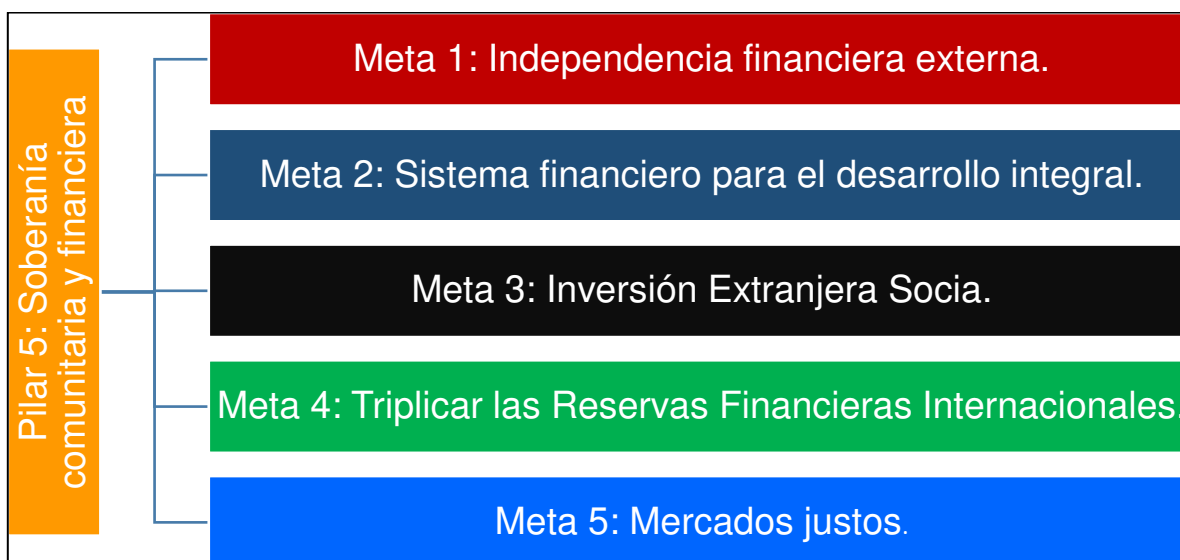 Pilar 5: Soberanía
comunitaria y financiera
Meta 1: Independencia financiera externa.
Meta 2: Sistema financiero para el desarrollo integral.
Meta 3: Inversión Extranjera Socia.
Meta 4: Triplicar las Reservas Financieras Internacionales.
Meta 5: Mercados justos.